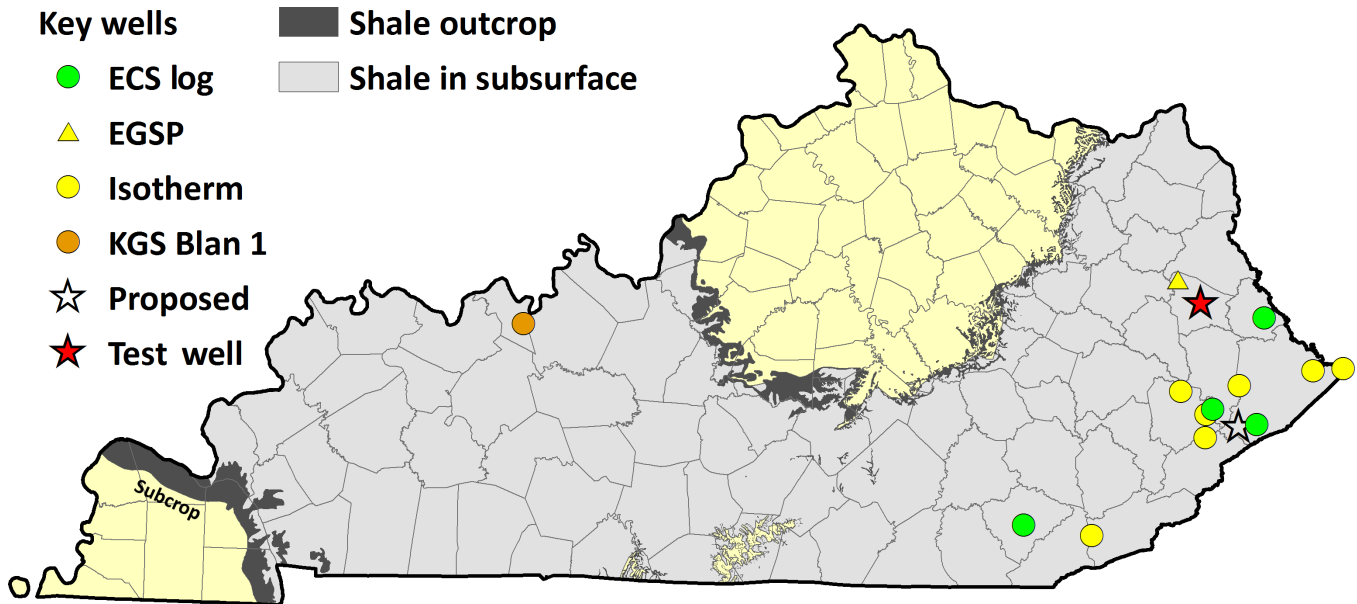 Key wells
ECS log
EGSP
Isotherm
KGS Blan 1
Proposed
Test well
Shale outcrop
Shale in subsurface
Subcrop